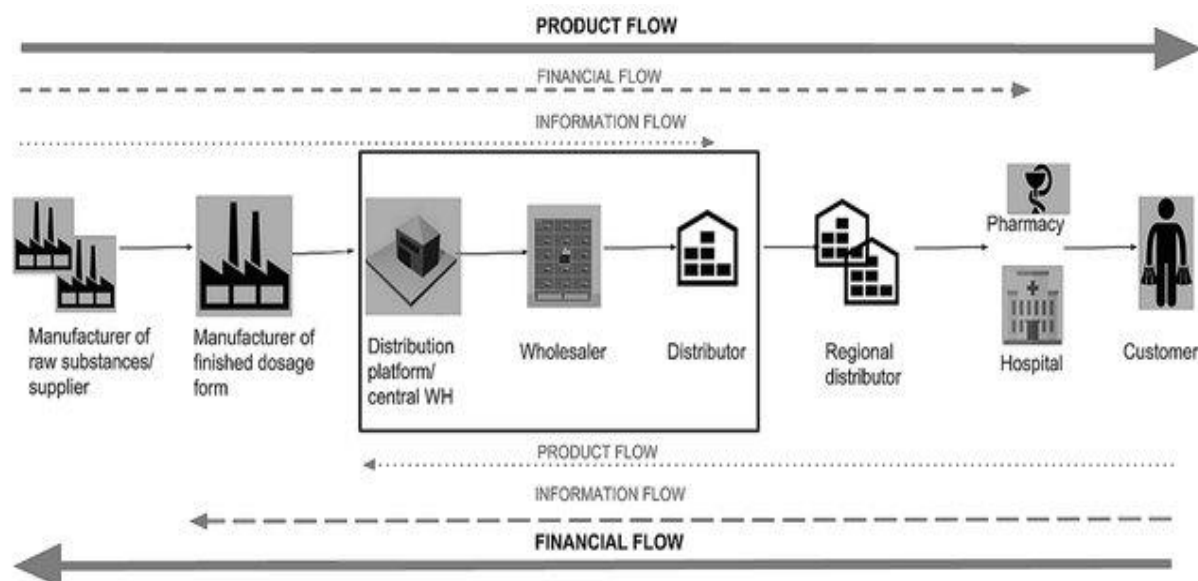 PRODUCT FLOW
FINANCIAL FLOW
INFORMATION FLOW
Manufacturer of
raw substances/
supplier
Manufacturer of
finished dosage
form
Distribution
platform/
central WH
Wholesaler
Distributor
Regional
distributor
Pharmacy
Hospital
Customer
PRODUCT FLOW
INFORMATION FLOW
FINANCIAL FLOW